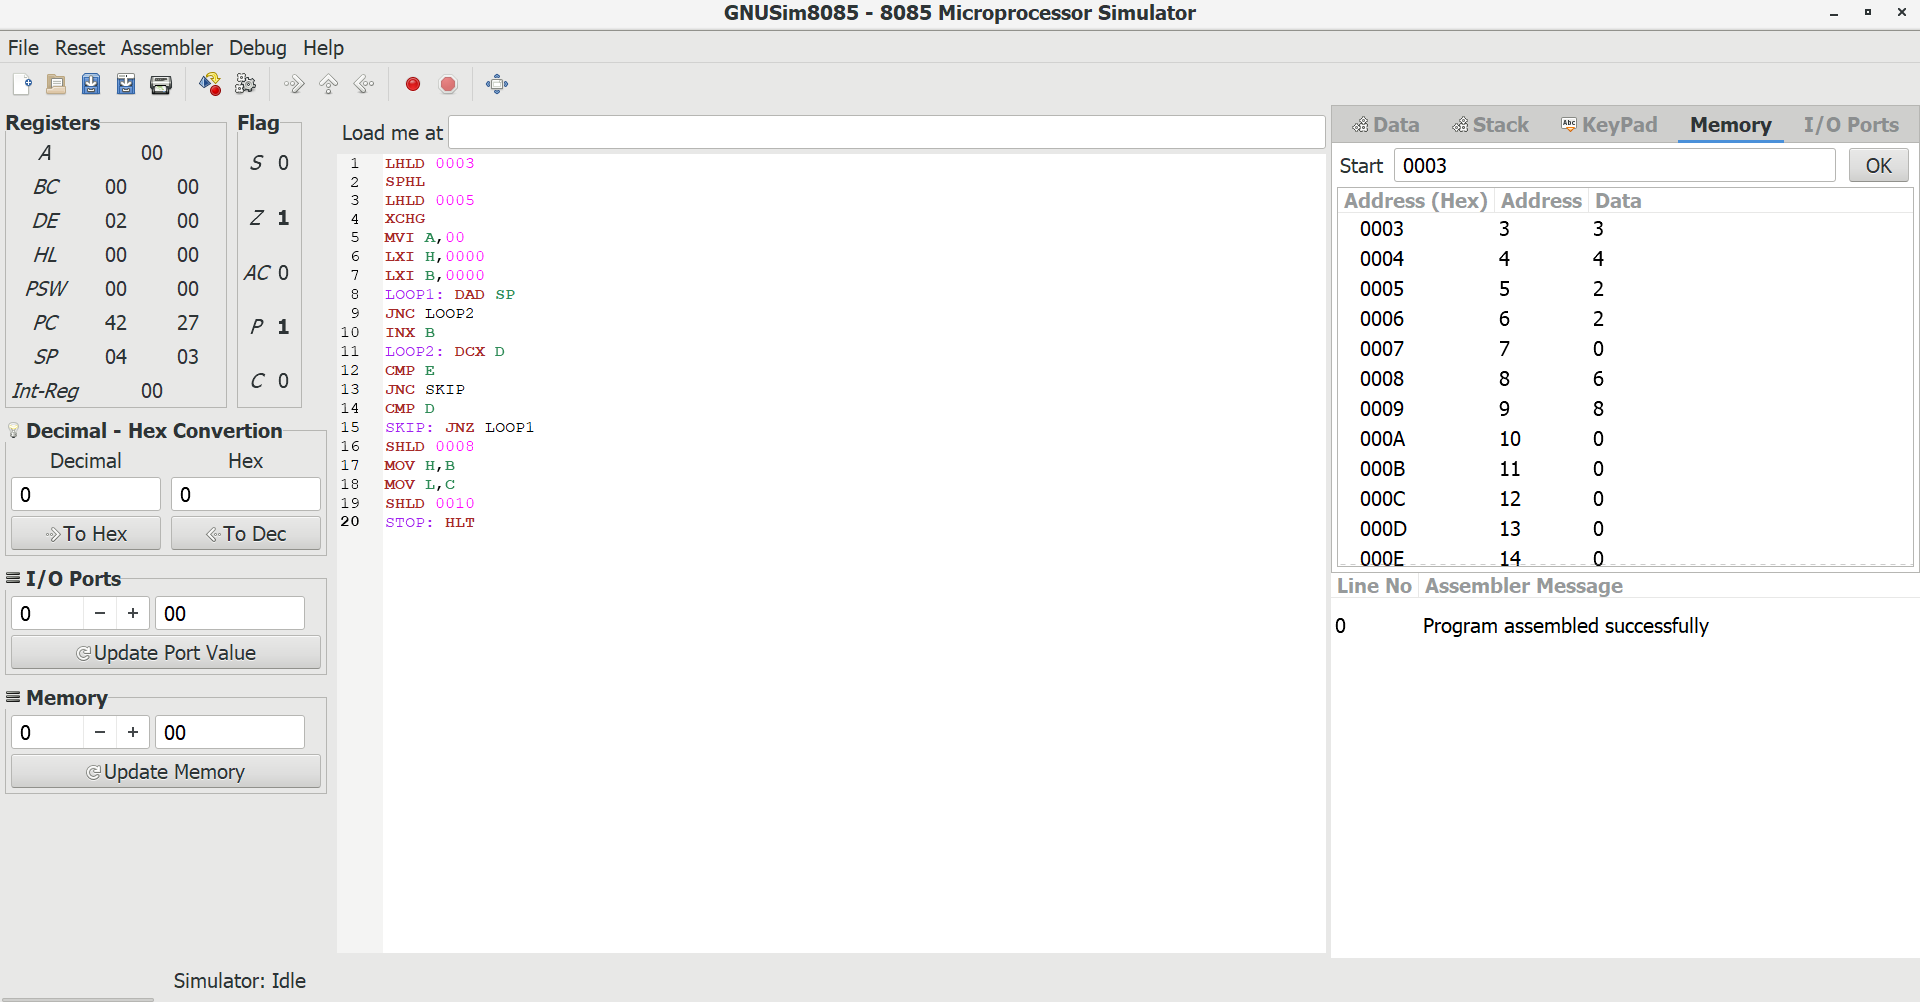 GNUSim8085 - 8085 Microprocessor Simulator
File Reset Assembler Debug Help
Registers
A 00
BC 00 00
DE 02 00
HL 00 00
PSW 00 00
PC 42 27
SP 04 03
Int-Reg 00
Flag
S 0
Z 1
AC 0
P 1
C 0
Decimal - Hex Convertion
Decimal Hex
0 0
To Hex To Dec
I/O Ports
0 − + 00
Update Port Value
Memory
0 − + 00
Update Memory
Simulator: Idle
Load me at
1 LHLD 0003
2 SPHL
3 LHLD 0005
4 XCHG
5 MVI A,00
6 LXI H,0000
7 LXI B,0000
8 LOOP1: DAD SP
9 JNC LOOP2
10 INX B
11 LOOP2: DCX D
12 CMP E
13 JNC SKIP
14 CMP D
15 SKIP: JNZ LOOP1
16 SHLD 0008
17 MOV H,B
18 MOV L,C
19 SHLD 0010
20 STOP: HLT
Data Stack Abc KeyPad Memory I/O Ports
Start 0003 OK
Address (Hex) Address Data
0003 3 3
0004 4 4
0005 5 2
0006 6 2
0007 7 0
0008 8 6
0009 9 8
000A 10 0
000B 11 0
000C 12 0
000D 13 0
000E 14 0
Line No Assembler Message
0 Program assembled successfully